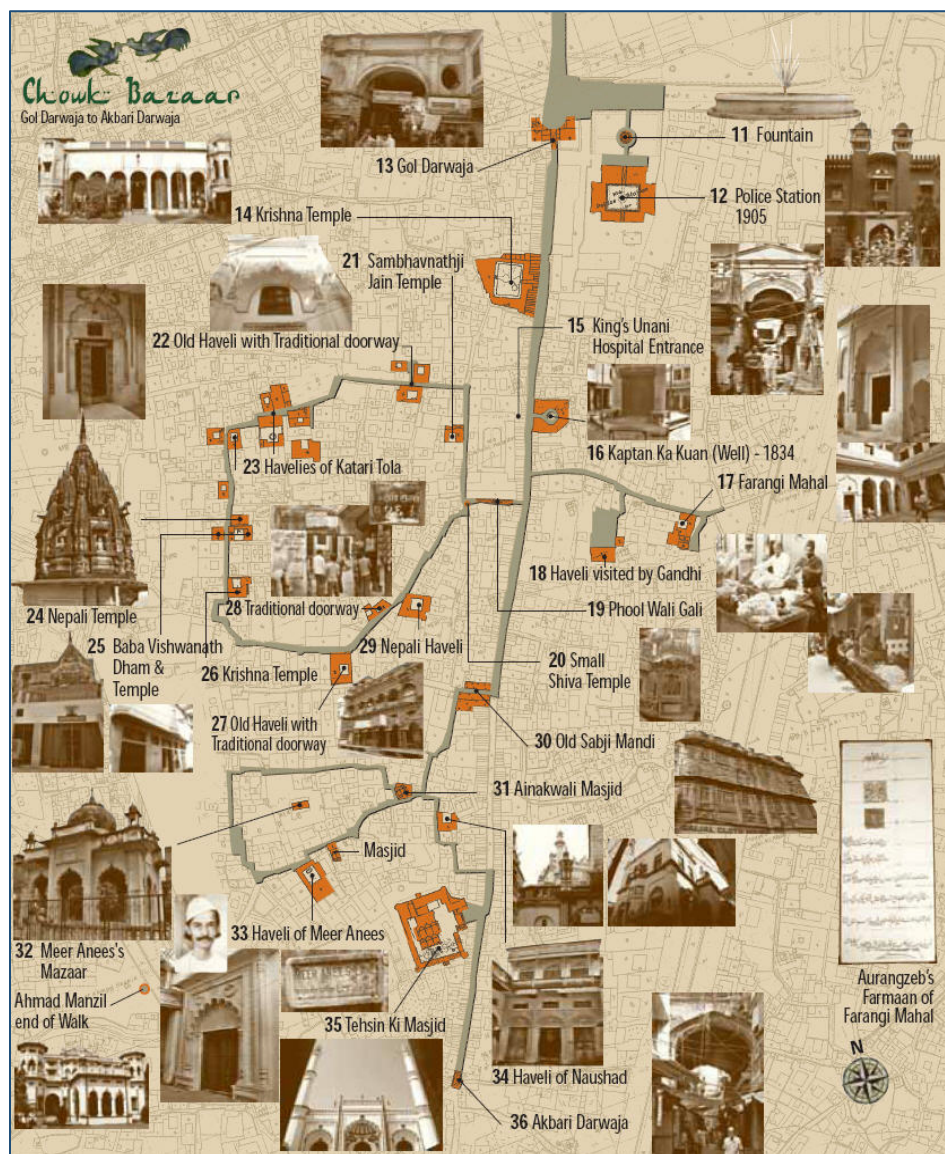 Chowk Bazaar
Gol Darwaja to Akbari Darwaja
13 Gol Darwaja
11 Fountain
12 Police Station
1905
14 Krishna Temple
21 Sambhavnathji
Jain Temple
22 Old Haveli with Traditional doorway
15 King's Unani
Hospital Entrance
16 Kaptan Ka Kuan (Well) - 1834
23 Havelies of Katari Tola
17 Farangi Mahal
18 Haveli visited by Gandhi
19 Phool Wali Gali
24 Nepali Temple
28 Traditional doorway
29 Nepali Haveli
25 Baba Vishwanath
Dham &
Temple
26 Krishna Temple
20 Small
Shiva Temple
27 Old Haveli with
Traditional doorway
30 Old Sabji Mandi
31 Ainakwali Masjid
Masjid
32 Meer Anees's
Mazaar
33 Haveli of Meer Anees
Ahmad Manzil
end of Walk
35 Tehsin Ki Masjid
34 Haveli of Naushad
36 Akbari Darwaja
Aurangzeb's
Farmaan of
Farangi Mahal
N